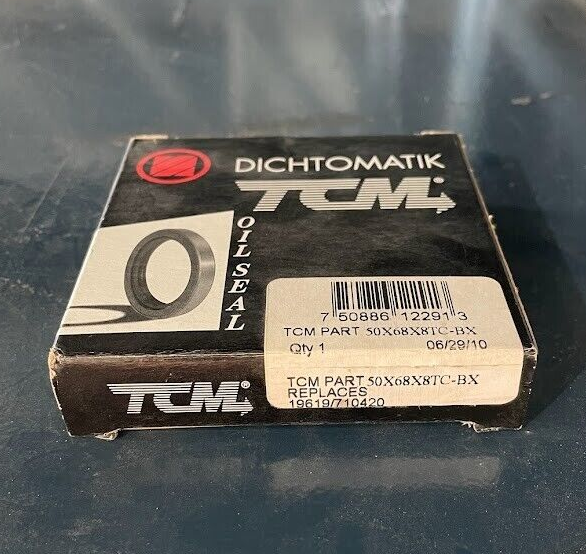 DICHTOMATIK
TCM®
OIL SEAL
7 50886 12291 3
TCM PART 50X68X8TC-BX
Qty 1 06/29/10
TCM®
TCM PART 50X68X8TC-BX
REPLACES
19619/710420